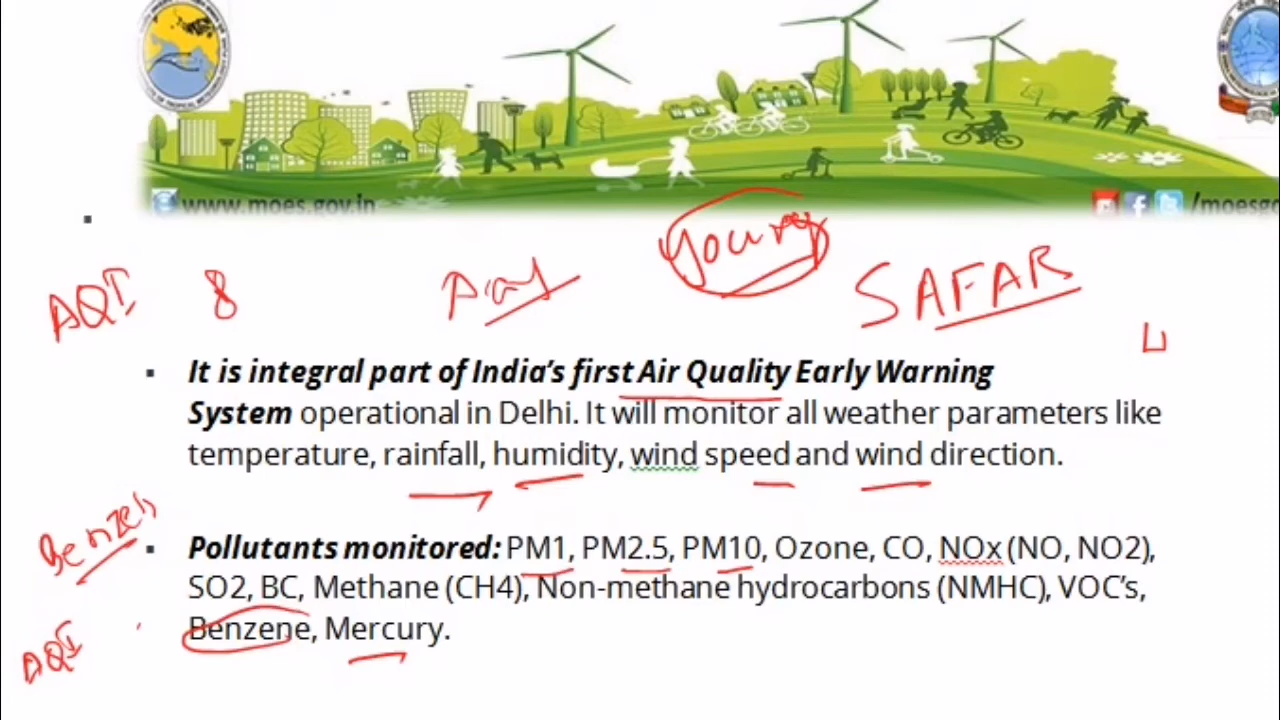 www.moes.gov.in
/moesgo
AQI 8 SAFAR
It is integral part of India's first Air Quality Early Warning
System operational in Delhi. It will monitor all weather parameters like
temperature, rainfall, humidity, wind speed and wind direction.
Benzen
Pollutants monitored: PM1, PM2.5, PM10, Ozone, CO, NOx (NO, NO2),
SO2, BC, Methane (CH4), Non-methane hydrocarbons (NMHC), VOC's,
Benzene, Mercury.
AQI